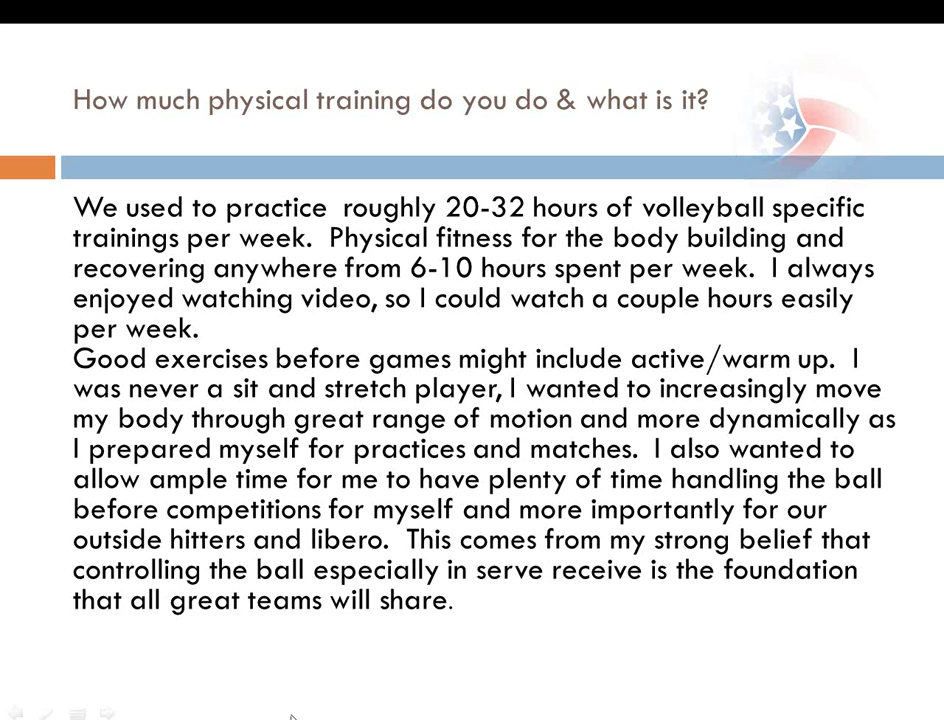 How much physical training do you do & what is it?
We used to practice  roughly 20-32 hours of volleyball specific
trainings per week.  Physical fitness for the body building and
recovering anywhere from 6-10 hours spent per week.  I always
enjoyed watching video, so I could watch a couple hours easily
per week.
Good exercises before games might include active/warm up.  I
was never a sit and stretch player, I wanted to increasingly move
my body through great range of motion and more dynamically as
I prepared myself for practices and matches.  I also wanted to
allow ample time for me to have plenty of time handling the ball
before competitions for myself and more importantly for our
outside hitters and libero.  This comes from my strong belief that
controlling the ball especially in serve receive is the foundation
that all great teams will share.